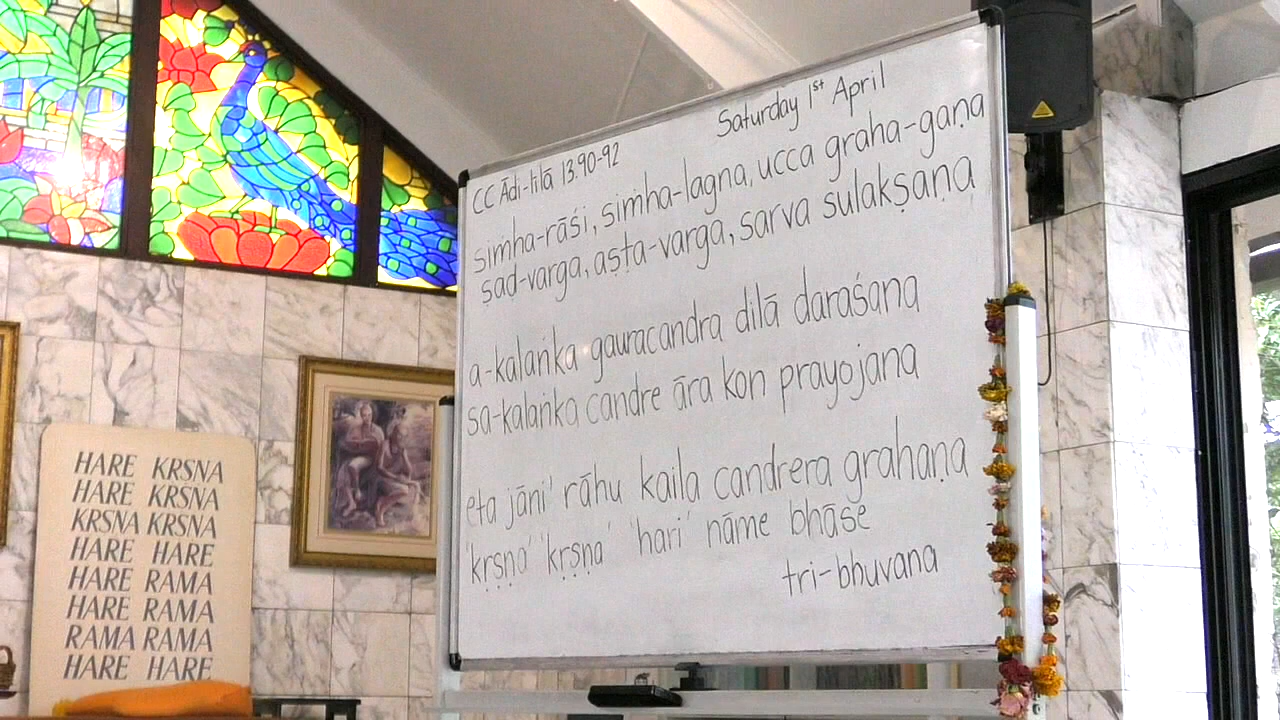 Saturday 1st April
CC Ādi-līlā 13.90-92
siṁha-rāśi, siṁha-lagna, ucca graha-gaṇa
ṣaḍ-varga, aṣṭa-varga, sarva sulakṣaṇa
a-kalaṅka gauracandra dilā daraśana
sa-kalaṅka candre āra kon prayojana
eta jāni' rāhu kaila candrera grahaṇa
'kṛṣṇa' 'kṛṣṇa' 'hari' nāme bhāse
tri-bhuvana
HARE KRSNA
HARE KRSNA
KRSNA KRSNA
HARE HARE
HARE RAMA
HARE RAMA
RAMA RAMA
HARE HARE